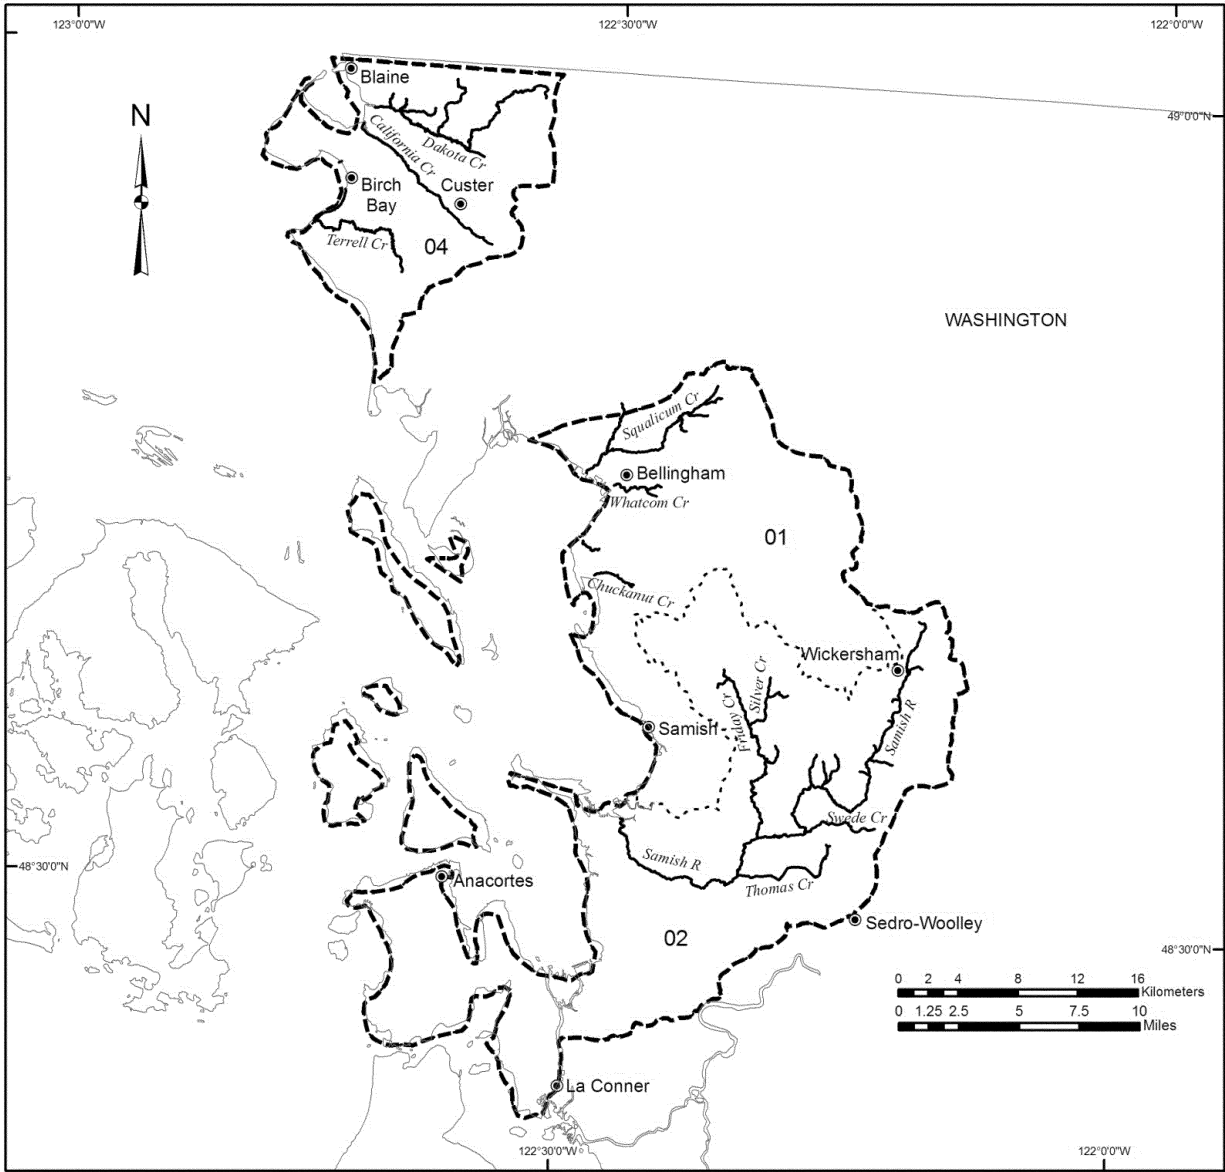 123°0'0"W
122°30'0"W
122°0'0"W
49°0'0"N
N
Blaine
California Cr
Dakota Cr
Birch
Bay
Custer
Terrell Cr
04
WASHINGTON
Squalicum Cr
Bellingham
Whatcom Cr
01
Chuckanut Cr
Wickersham
Silver Cr
Friday Cr
Samish R
Samish
Swede Cr
48°30'0"N
Samish R
Anacortes
Thomas Cr
02
Sedro-Woolley
48°30'0"N
0 2 4 8 12 16
Kilometers
0 1.25 2.5 5 7.5 10
Miles
La Conner
122°30'0"W
122°0'0"W